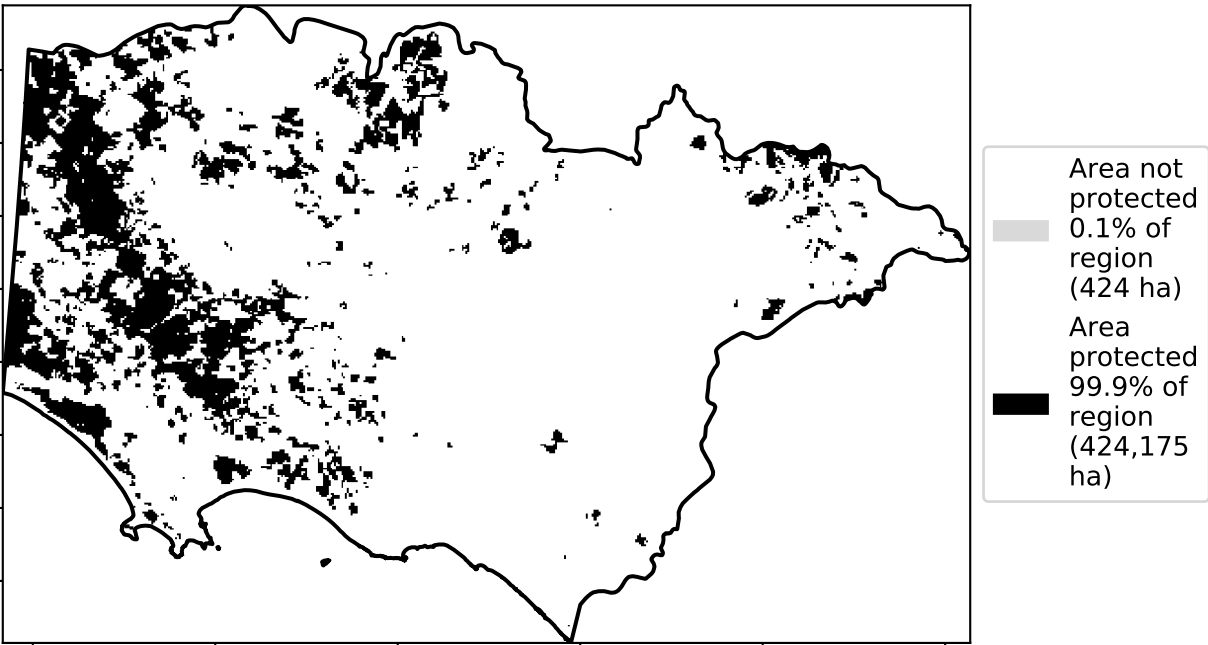 Area not
protected
0.1% of
region
(424 ha)
Area
protected
99.9% of
region
(424,175
ha)